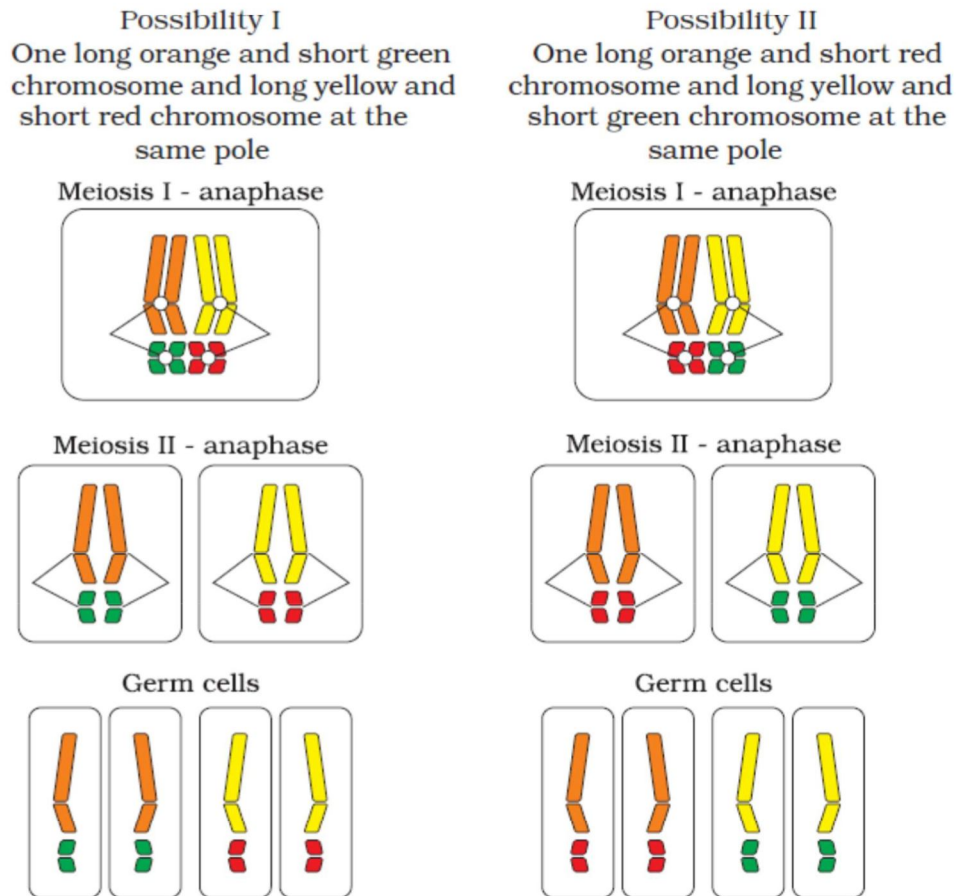 Possibility I
One long orange and short green
chromosome and long yellow and
short red chromosome at the
same pole
Meiosis I - anaphase
Meiosis II - anaphase
Germ cells
Possibility II
One long orange and short red
chromosome and long yellow and
short green chromosome at the
same pole
Meiosis I - anaphase
Meiosis II - anaphase
Germ cells